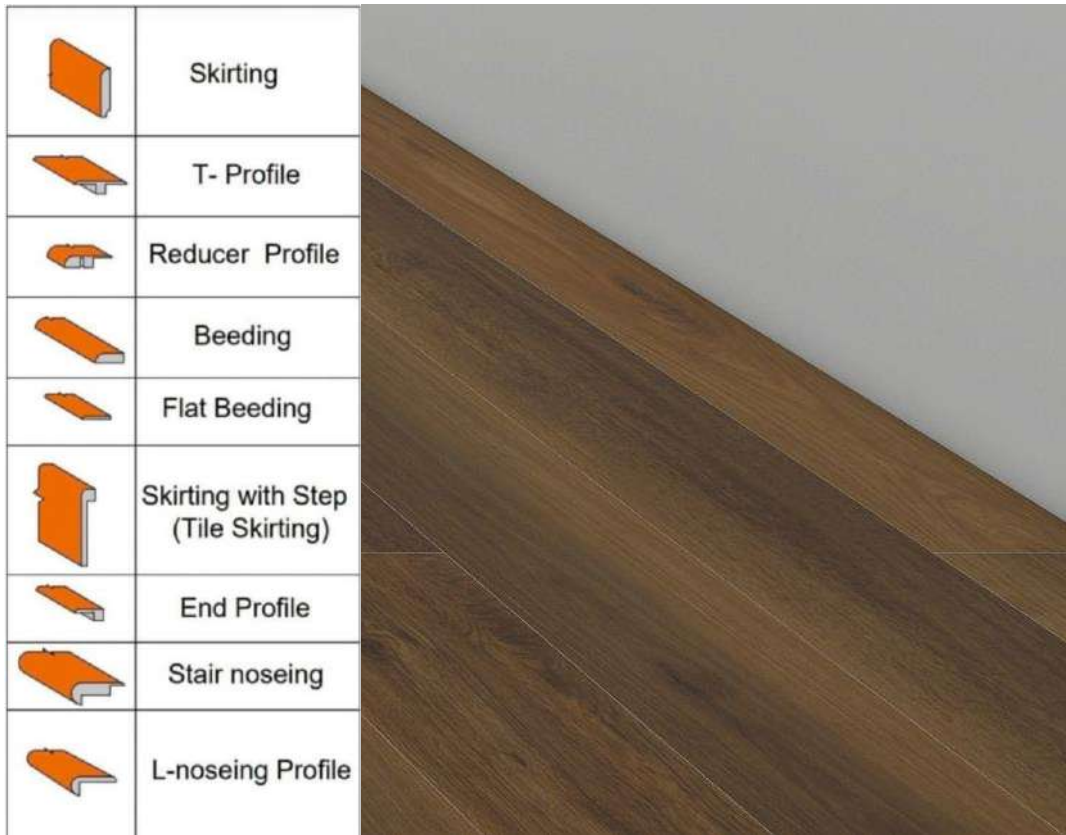 Skirting
T- Profile
Reducer Profile
Beeding
Flat Beeding
Skirting with Step
(Tile Skirting)
End Profile
Stair noseing
L-noseing Profile